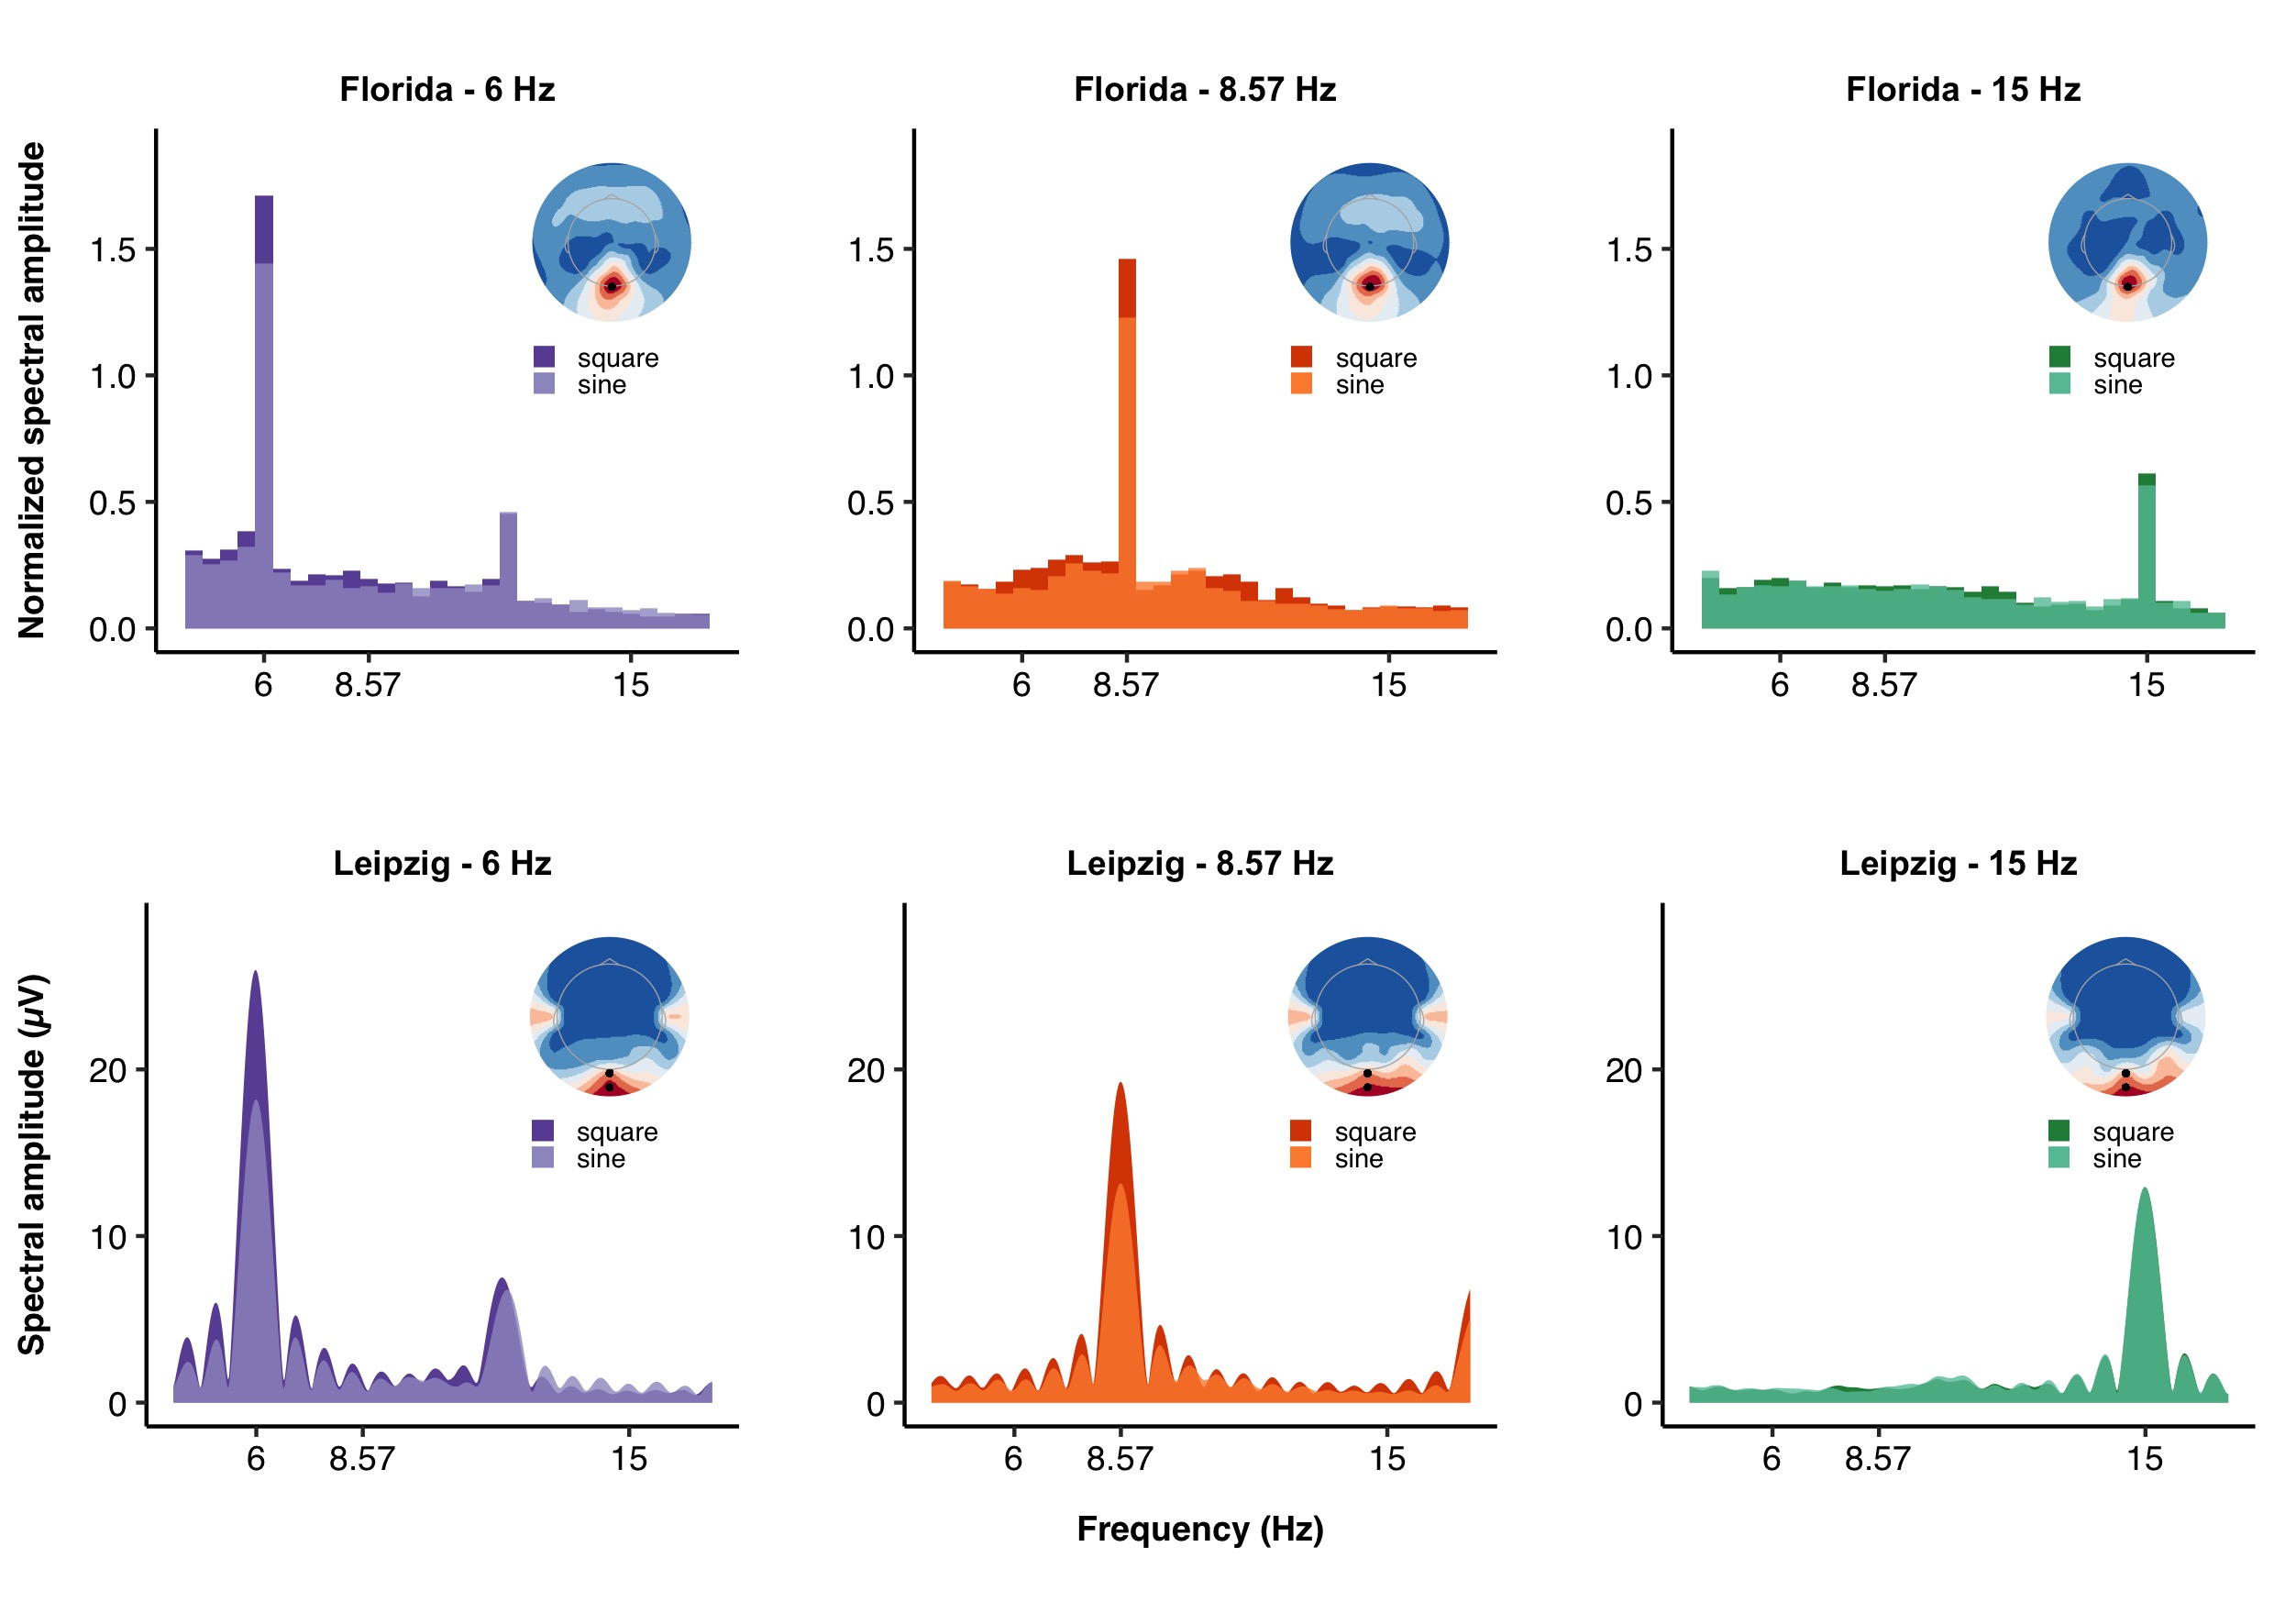 Florida - 6 Hz
Florida - 8.57 Hz
Florida - 15 Hz
Normalized spectral amplitude
1.5
1.0
0.5
0.0
square
sine
6
8.57
15
1.5
1.0
0.5
0.0
square
sine
6
8.57
15
1.5
1.0
0.5
0.0
square
sine
6
8.57
15
Leipzig - 6 Hz
Leipzig - 8.57 Hz
Leipzig - 15 Hz
Spectral amplitude (µV)
20
10
0
square
sine
6
8.57
15
20
10
0
square
sine
6
8.57
15
20
10
0
square
sine
6
8.57
15
Frequency (Hz)